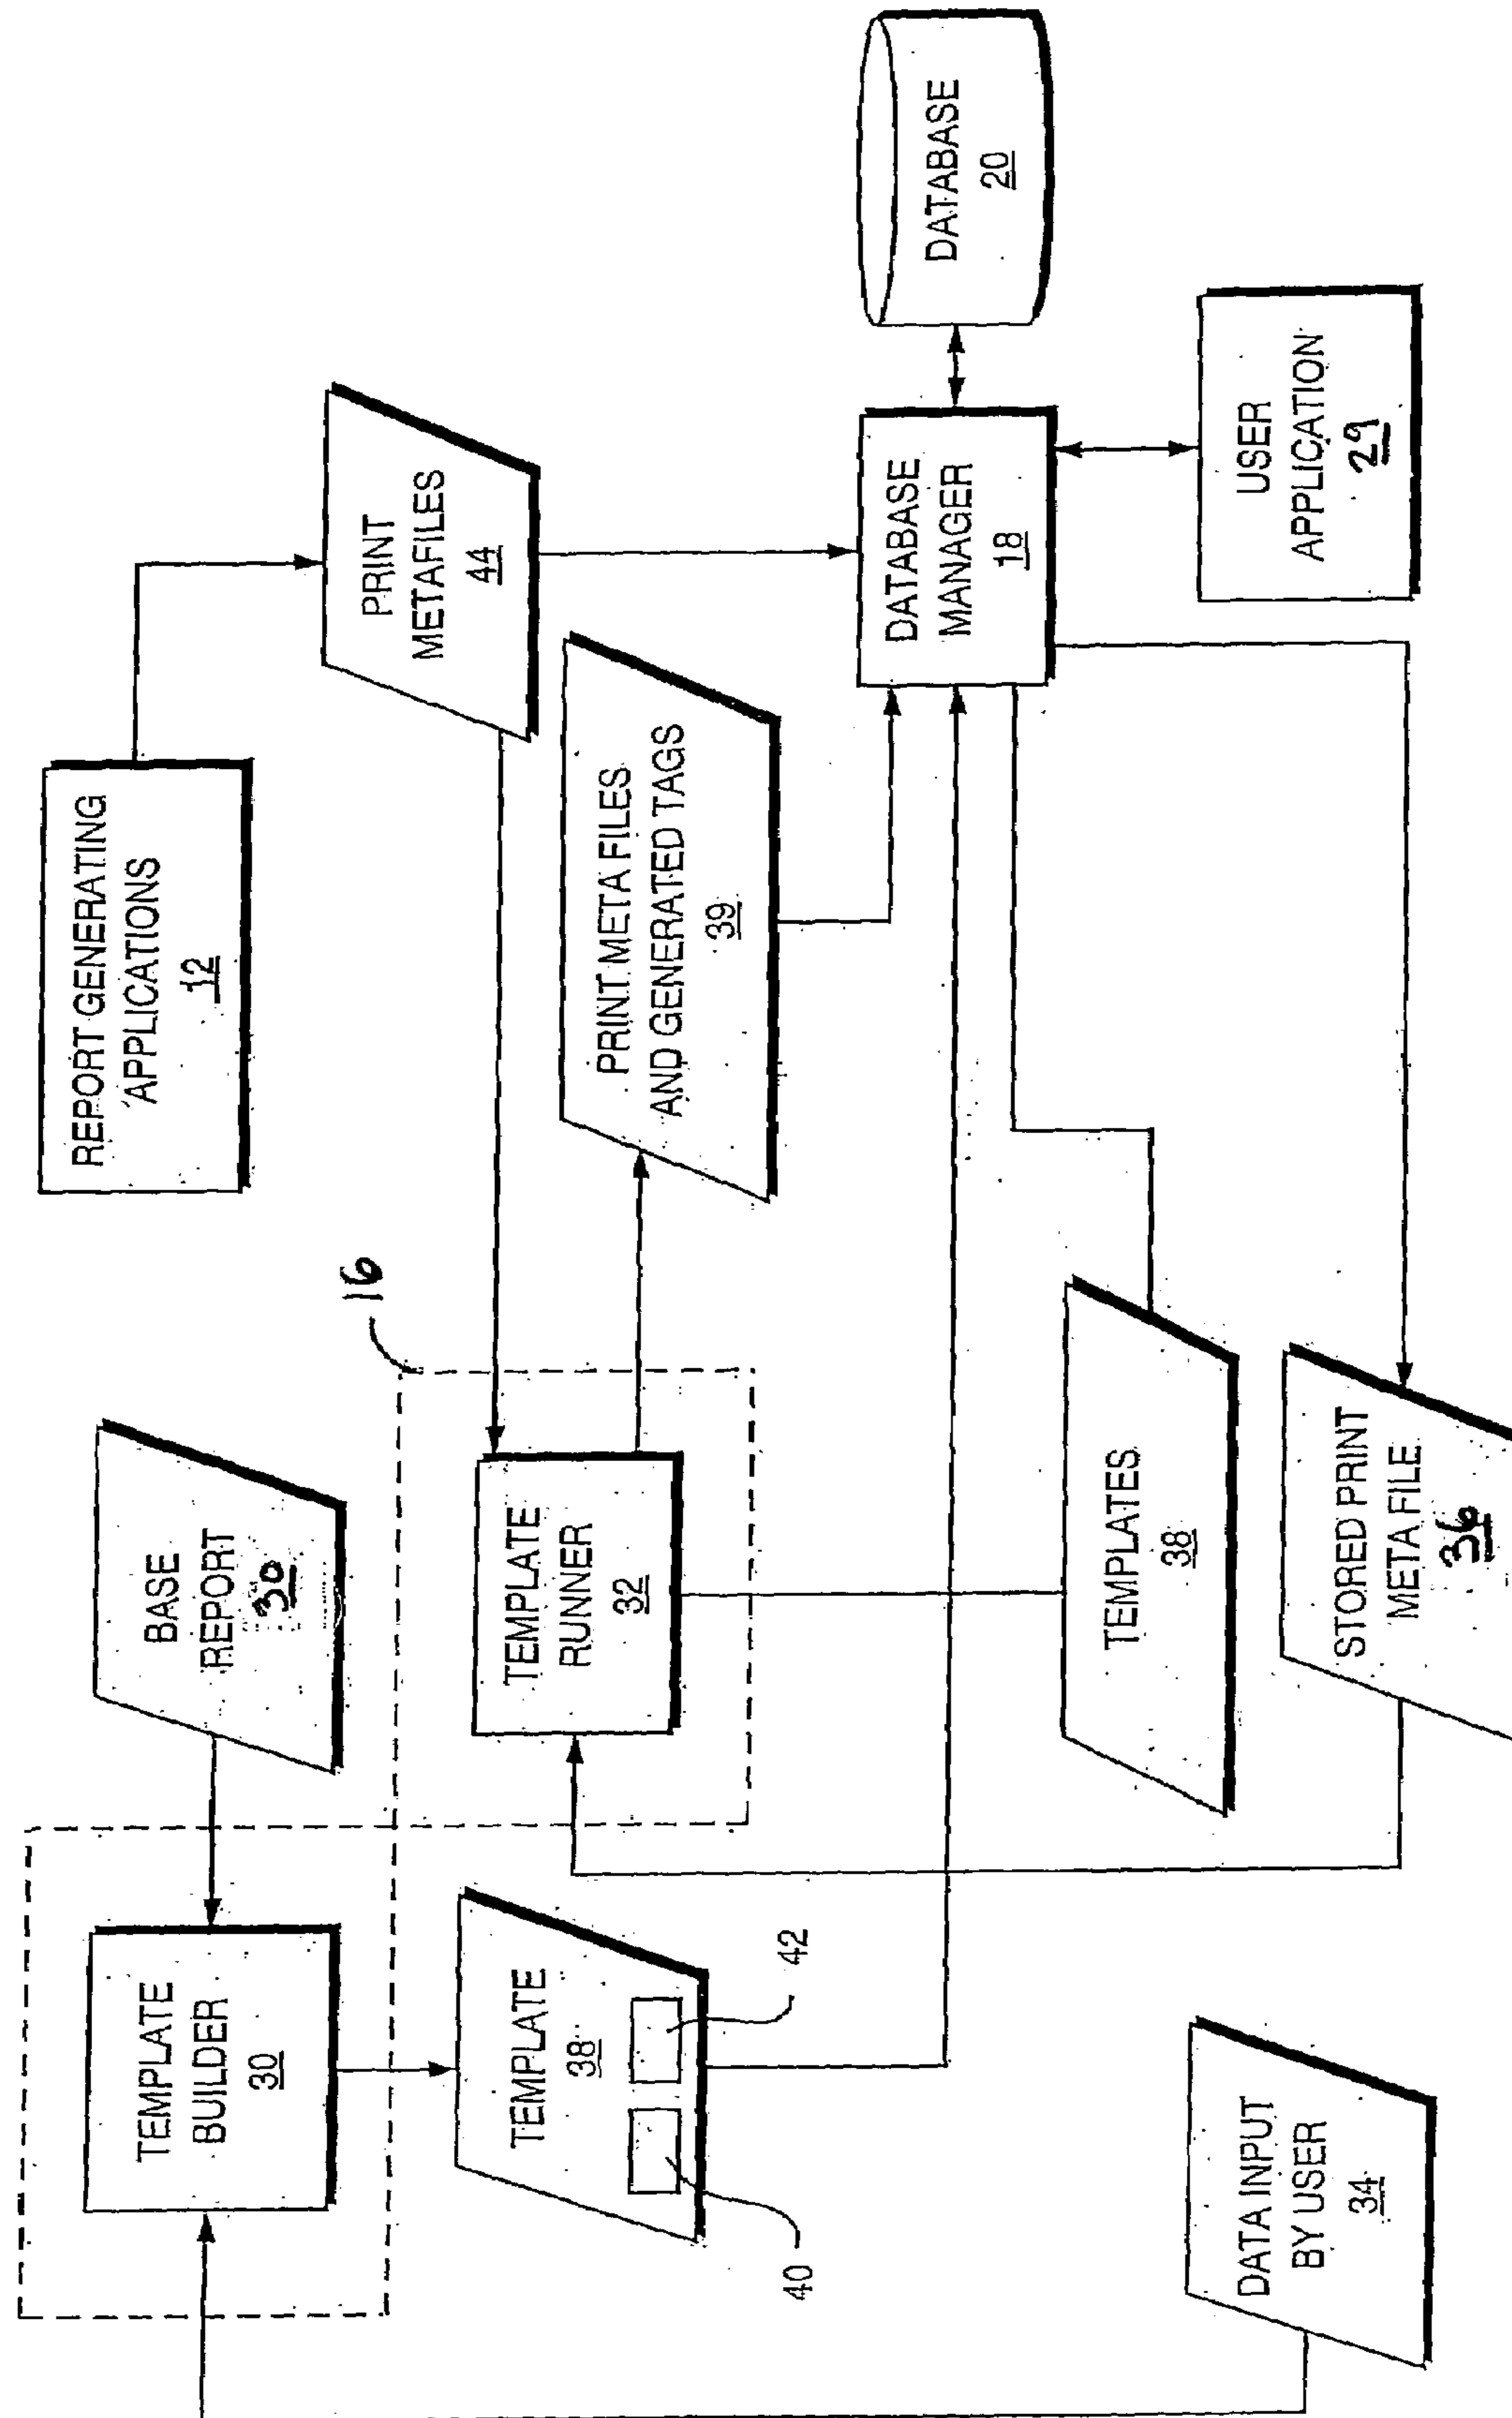 REPORT GENERATING
APPLICATIONS
12
PRINT
METAFILES
44
BASE
REPORT
30
16
TEMPLATE
BUILDER
30
TEMPLATE
RUNNER
32
PRINT META FILES
AND GENERATED TAGS
39
TEMPLATE
38
40
42
DATABASE
MANAGER
18
DATABASE
20
TEMPLATES
38
USER
APPLICATION
29
DATA INPUT
BY USER
34
STORED PRINT
META FILE
36